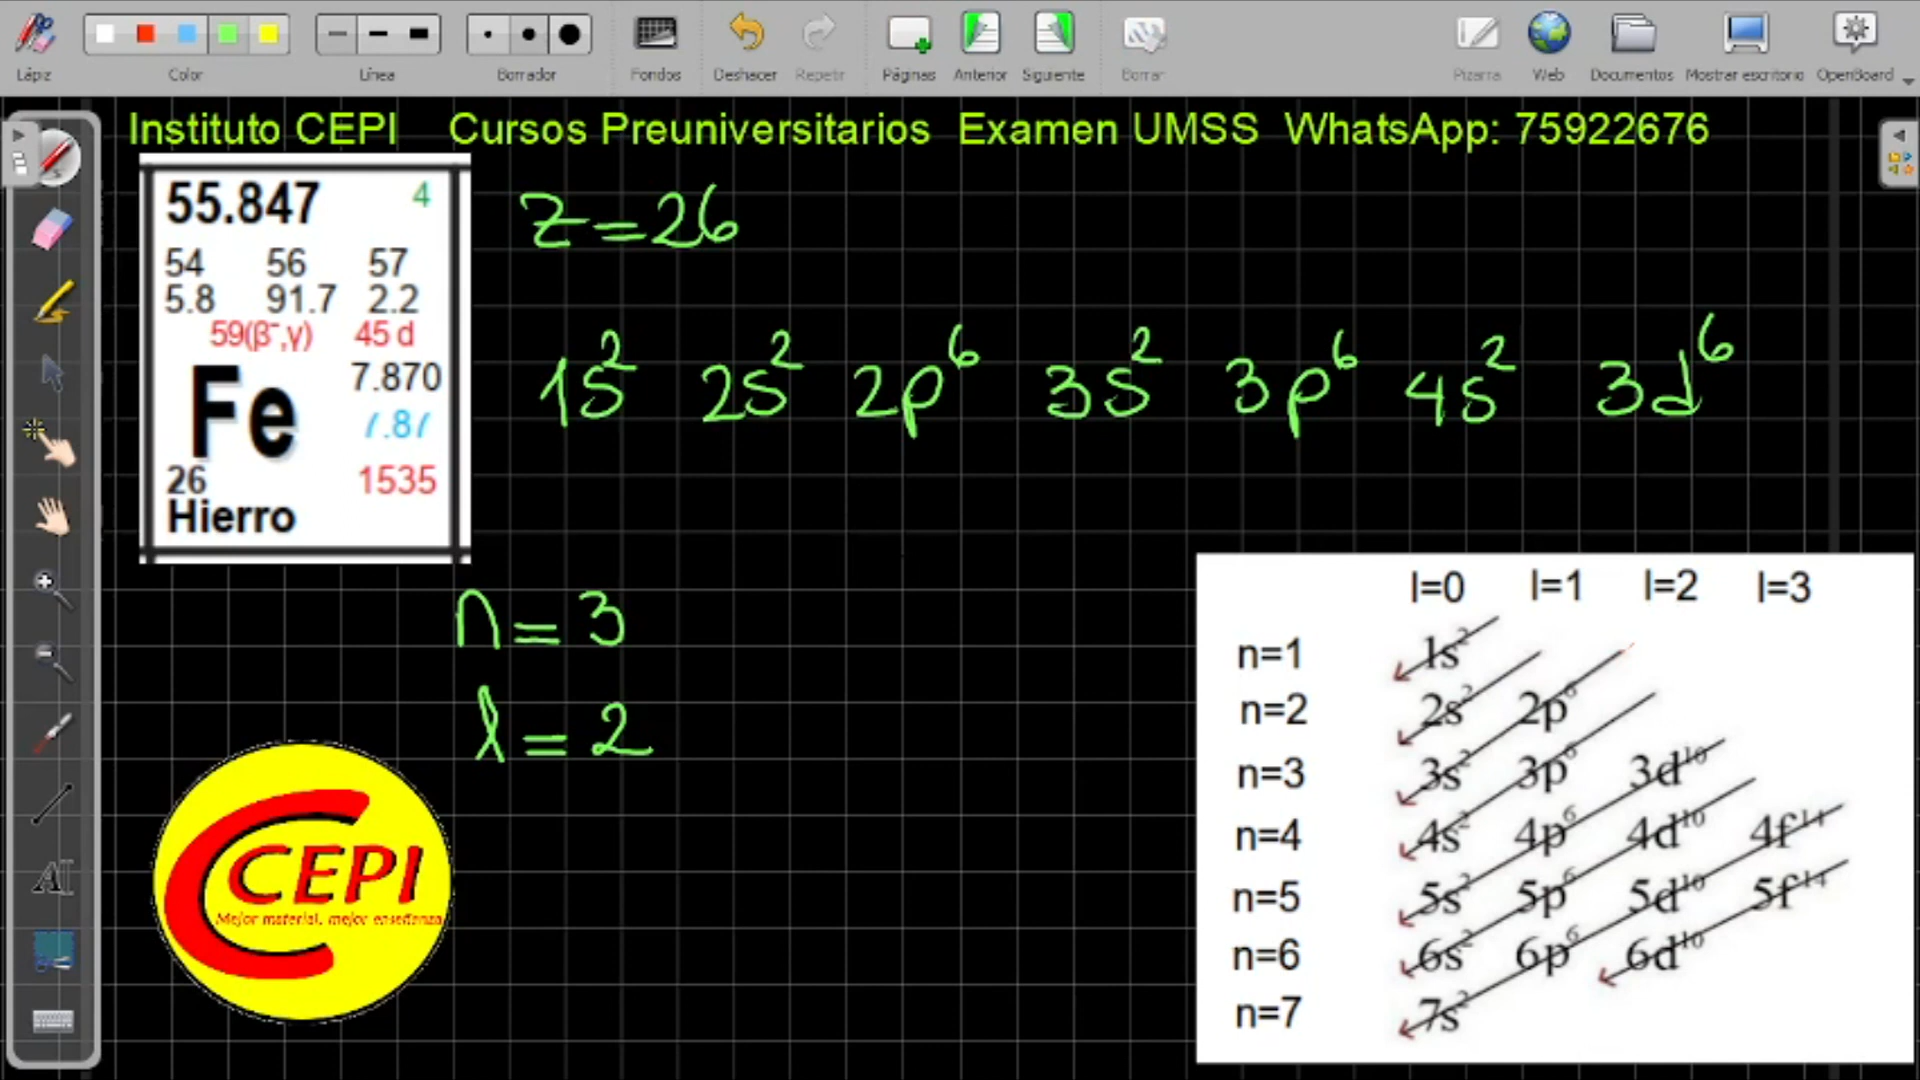 Lápiz Color Línea Borrador Fondos Deshacer Repetir Páginas Anterior Siguiente Borrar Pizarra Web Documentos Mostrar escritorio OpenBoard
Instituto CEPI Cursos Preuniversitarios Examen UMSS WhatsApp: 75922676
55.847 4
54 56 57
5.8 91.7 2.2
59(β⁻,γ) 45 d
Fe 7.870
7.87
26 1535
Hierro
z=26
1s² 2s² 2p⁶ 3s² 3p⁶ 4s² 3d⁶
n=3
l=2
CEPI
Mejor material, mejor enseñanza
l=0 l=1 l=2 l=3
n=1 1s²
n=2 2s² 2p⁶
n=3 3s² 3p⁶ 3d¹⁰
n=4 4s² 4p⁶ 4d¹⁰ 4f¹⁴
n=5 5s² 5p⁶ 5d¹⁰ 5f¹⁴
n=6 6s² 6p⁶ 6d¹⁰
n=7 7s²